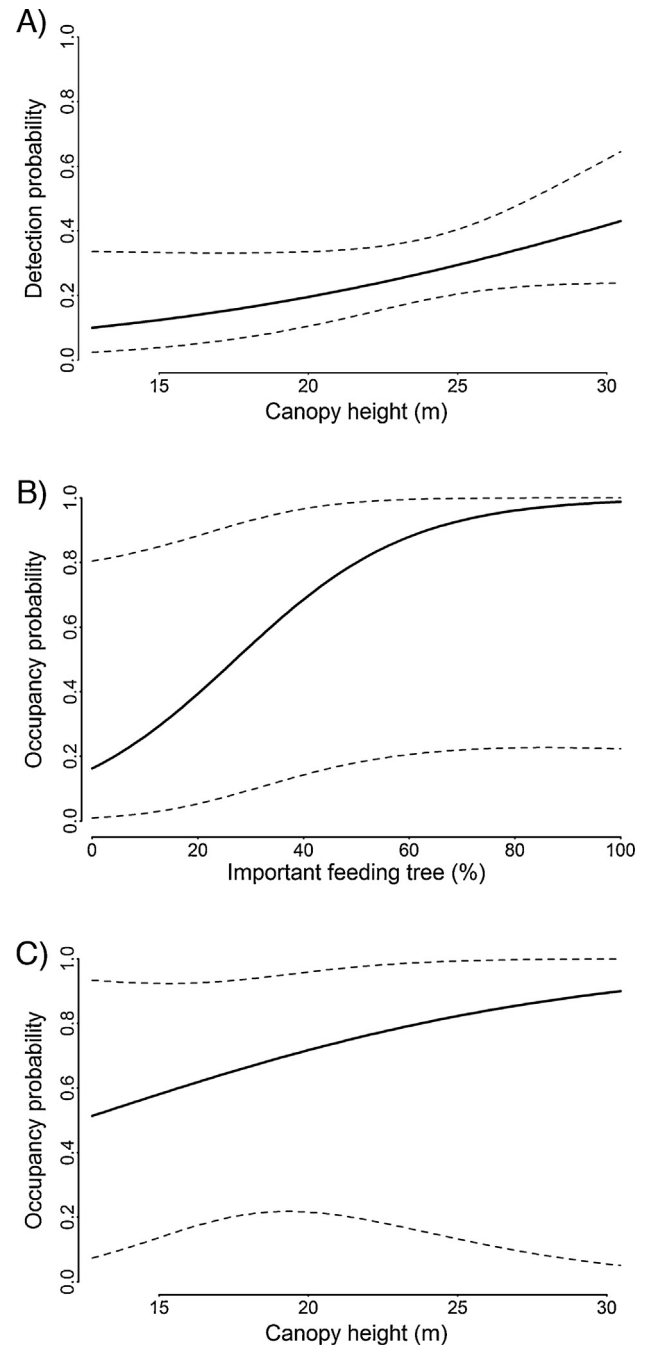 A)
1.0
0.8
0.6
0.4
0.2
0.0
Detection probability
15 20 25 30
Canopy height (m)
B)
1.0
0.8
0.6
0.4
0.2
0.0
Occupancy probability
0 20 40 60 80 100
Important feeding tree (%)
C)
1.0
0.8
0.6
0.4
0.2
0.0
Occupancy probability
15 20 25 30
Canopy height (m)